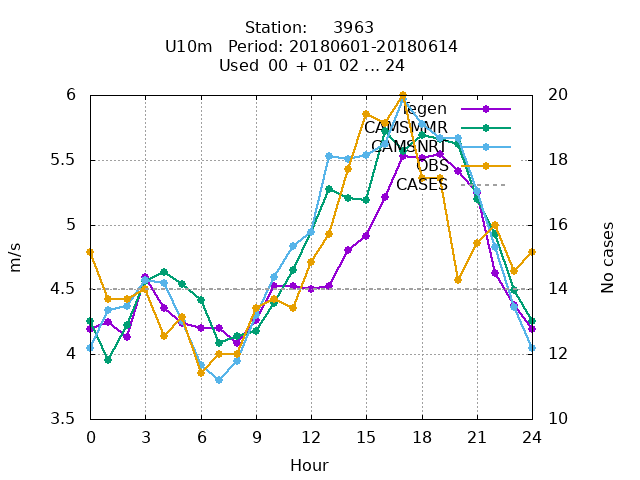 Station:     3963
U10m   Period: 20180601-20180614
Used  00  + 01 02 ... 24
Tegen
CAMSMMR
CAMSNRT
OBS
CASES
6
5.5
5
4.5
4
3.5
20
18
16
14
12
10
m/s
No cases
0 3 6 9 12 15 18 21 24
Hour